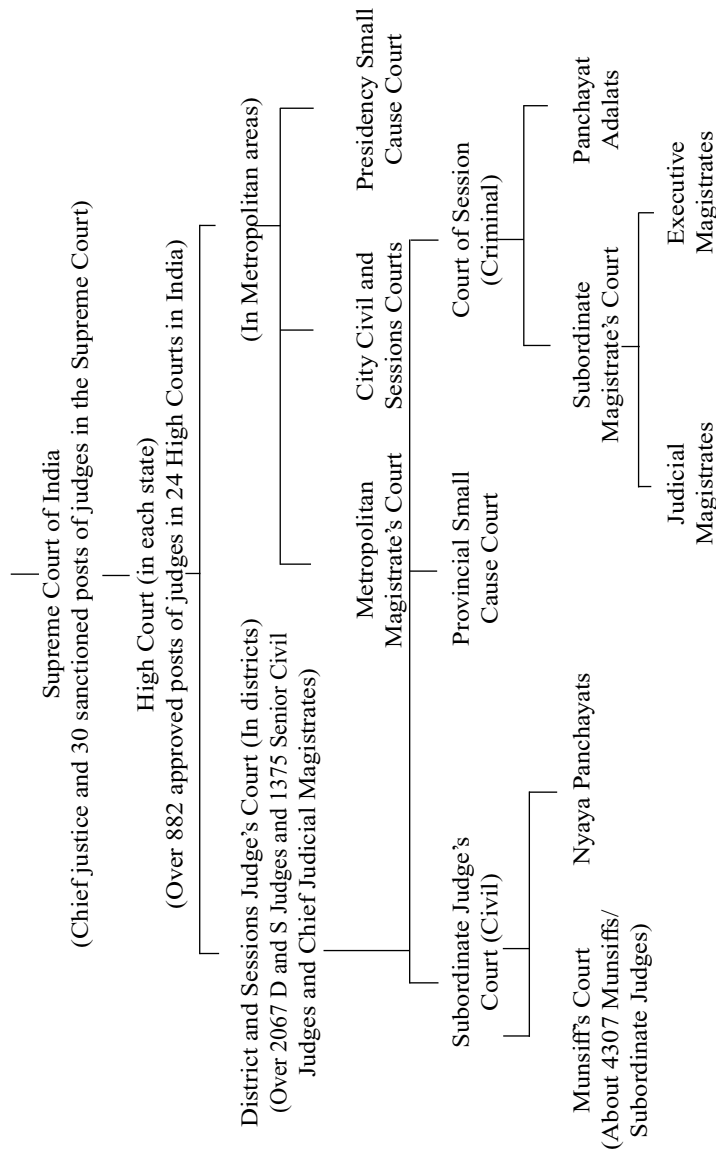 Supreme Court of India
(Chief justice and 30 sanctioned posts of judges in the Supreme Court)
High Court (in each state)
(Over 882 approved posts of judges in 24 High Courts in India)
District and Sessions Judge's Court (In districts)
(Over 2067 D and S Judges and 1375 Senior Civil
Judges and Chief Judicial Magistrates)
(In Metropolitan areas)
Metropolitan
Magistrate's Court
City Civil and
Sessions Courts
Presidency Small
Cause Court
Subordinate Judge's
Court (Civil)
Provincial Small
Cause Court
Court of Session
(Criminal)
Munsiff's Court
(About 4307 Munsiffs/
Subordinate Judges)
Nyaya Panchayats
Subordinate
Magistrate's Court
Panchayat
Adalats
Judicial
Magistrates
Executive
Magistrates